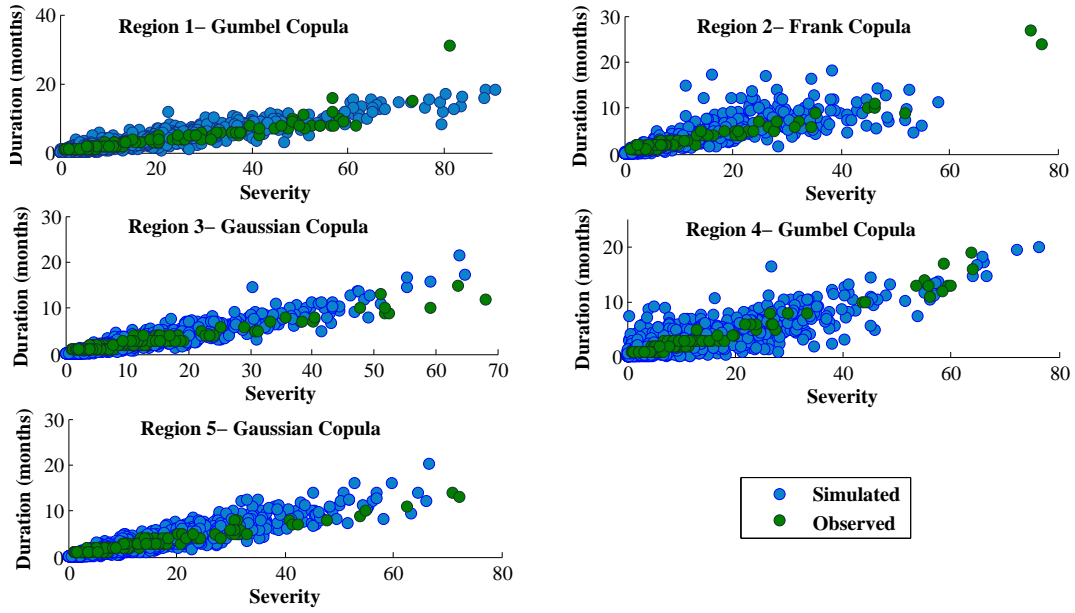 Region 1– Gumbel Copula
Duration (months)
40
20
0
0
20
40
60
80
Severity
Region 2– Frank Copula
Duration (months)
30
20
10
0
0
20
40
60
80
Severity
Region 3– Gaussian Copula
Duration (months)
30
20
10
0
0
10
20
30
40
50
60
70
Severity
Region 4– Gumbel Copula
Duration (months)
20
10
0
0
20
40
60
80
Severity
Region 5– Gaussian Copula
Duration (months)
30
20
10
0
0
20
40
60
80
Severity
Simulated
Observed